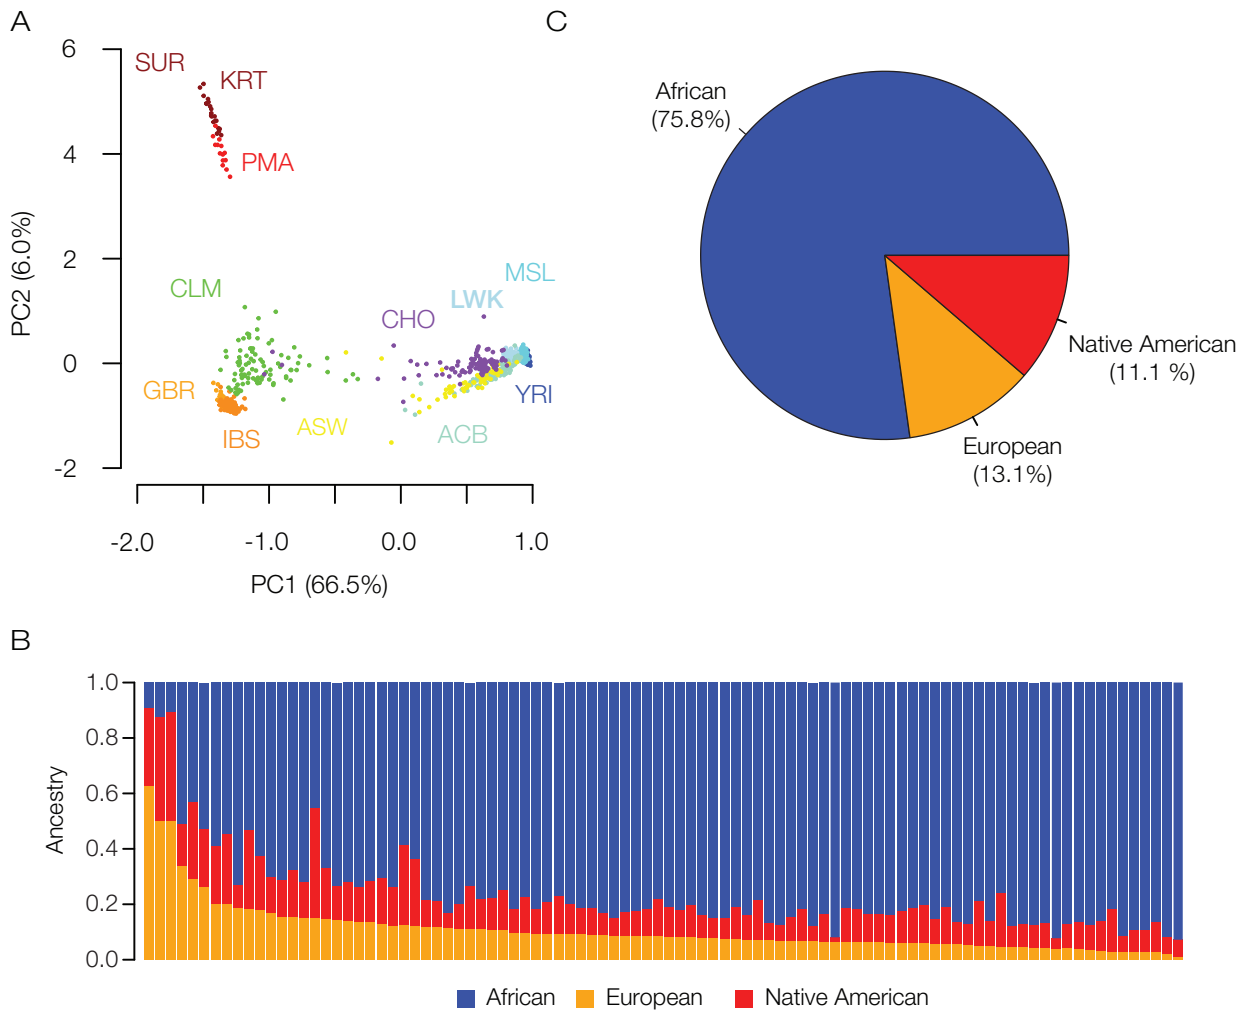 A
C
6
SUR
KRT
4
PMA
PC2 (6.0%)
2
CLM
MSL
LWK
CHO
0
GBR
YRI
ASW
ACB
IBS
-2
-2.0
-1.0
0.0
1.0
PC1 (66.5%)
African
(75.8%)
Native American
(11.1 %)
European
(13.1%)
B
1.0
0.8
0.6
0.4
0.2
0.0
Ancestry
African
European
Native American